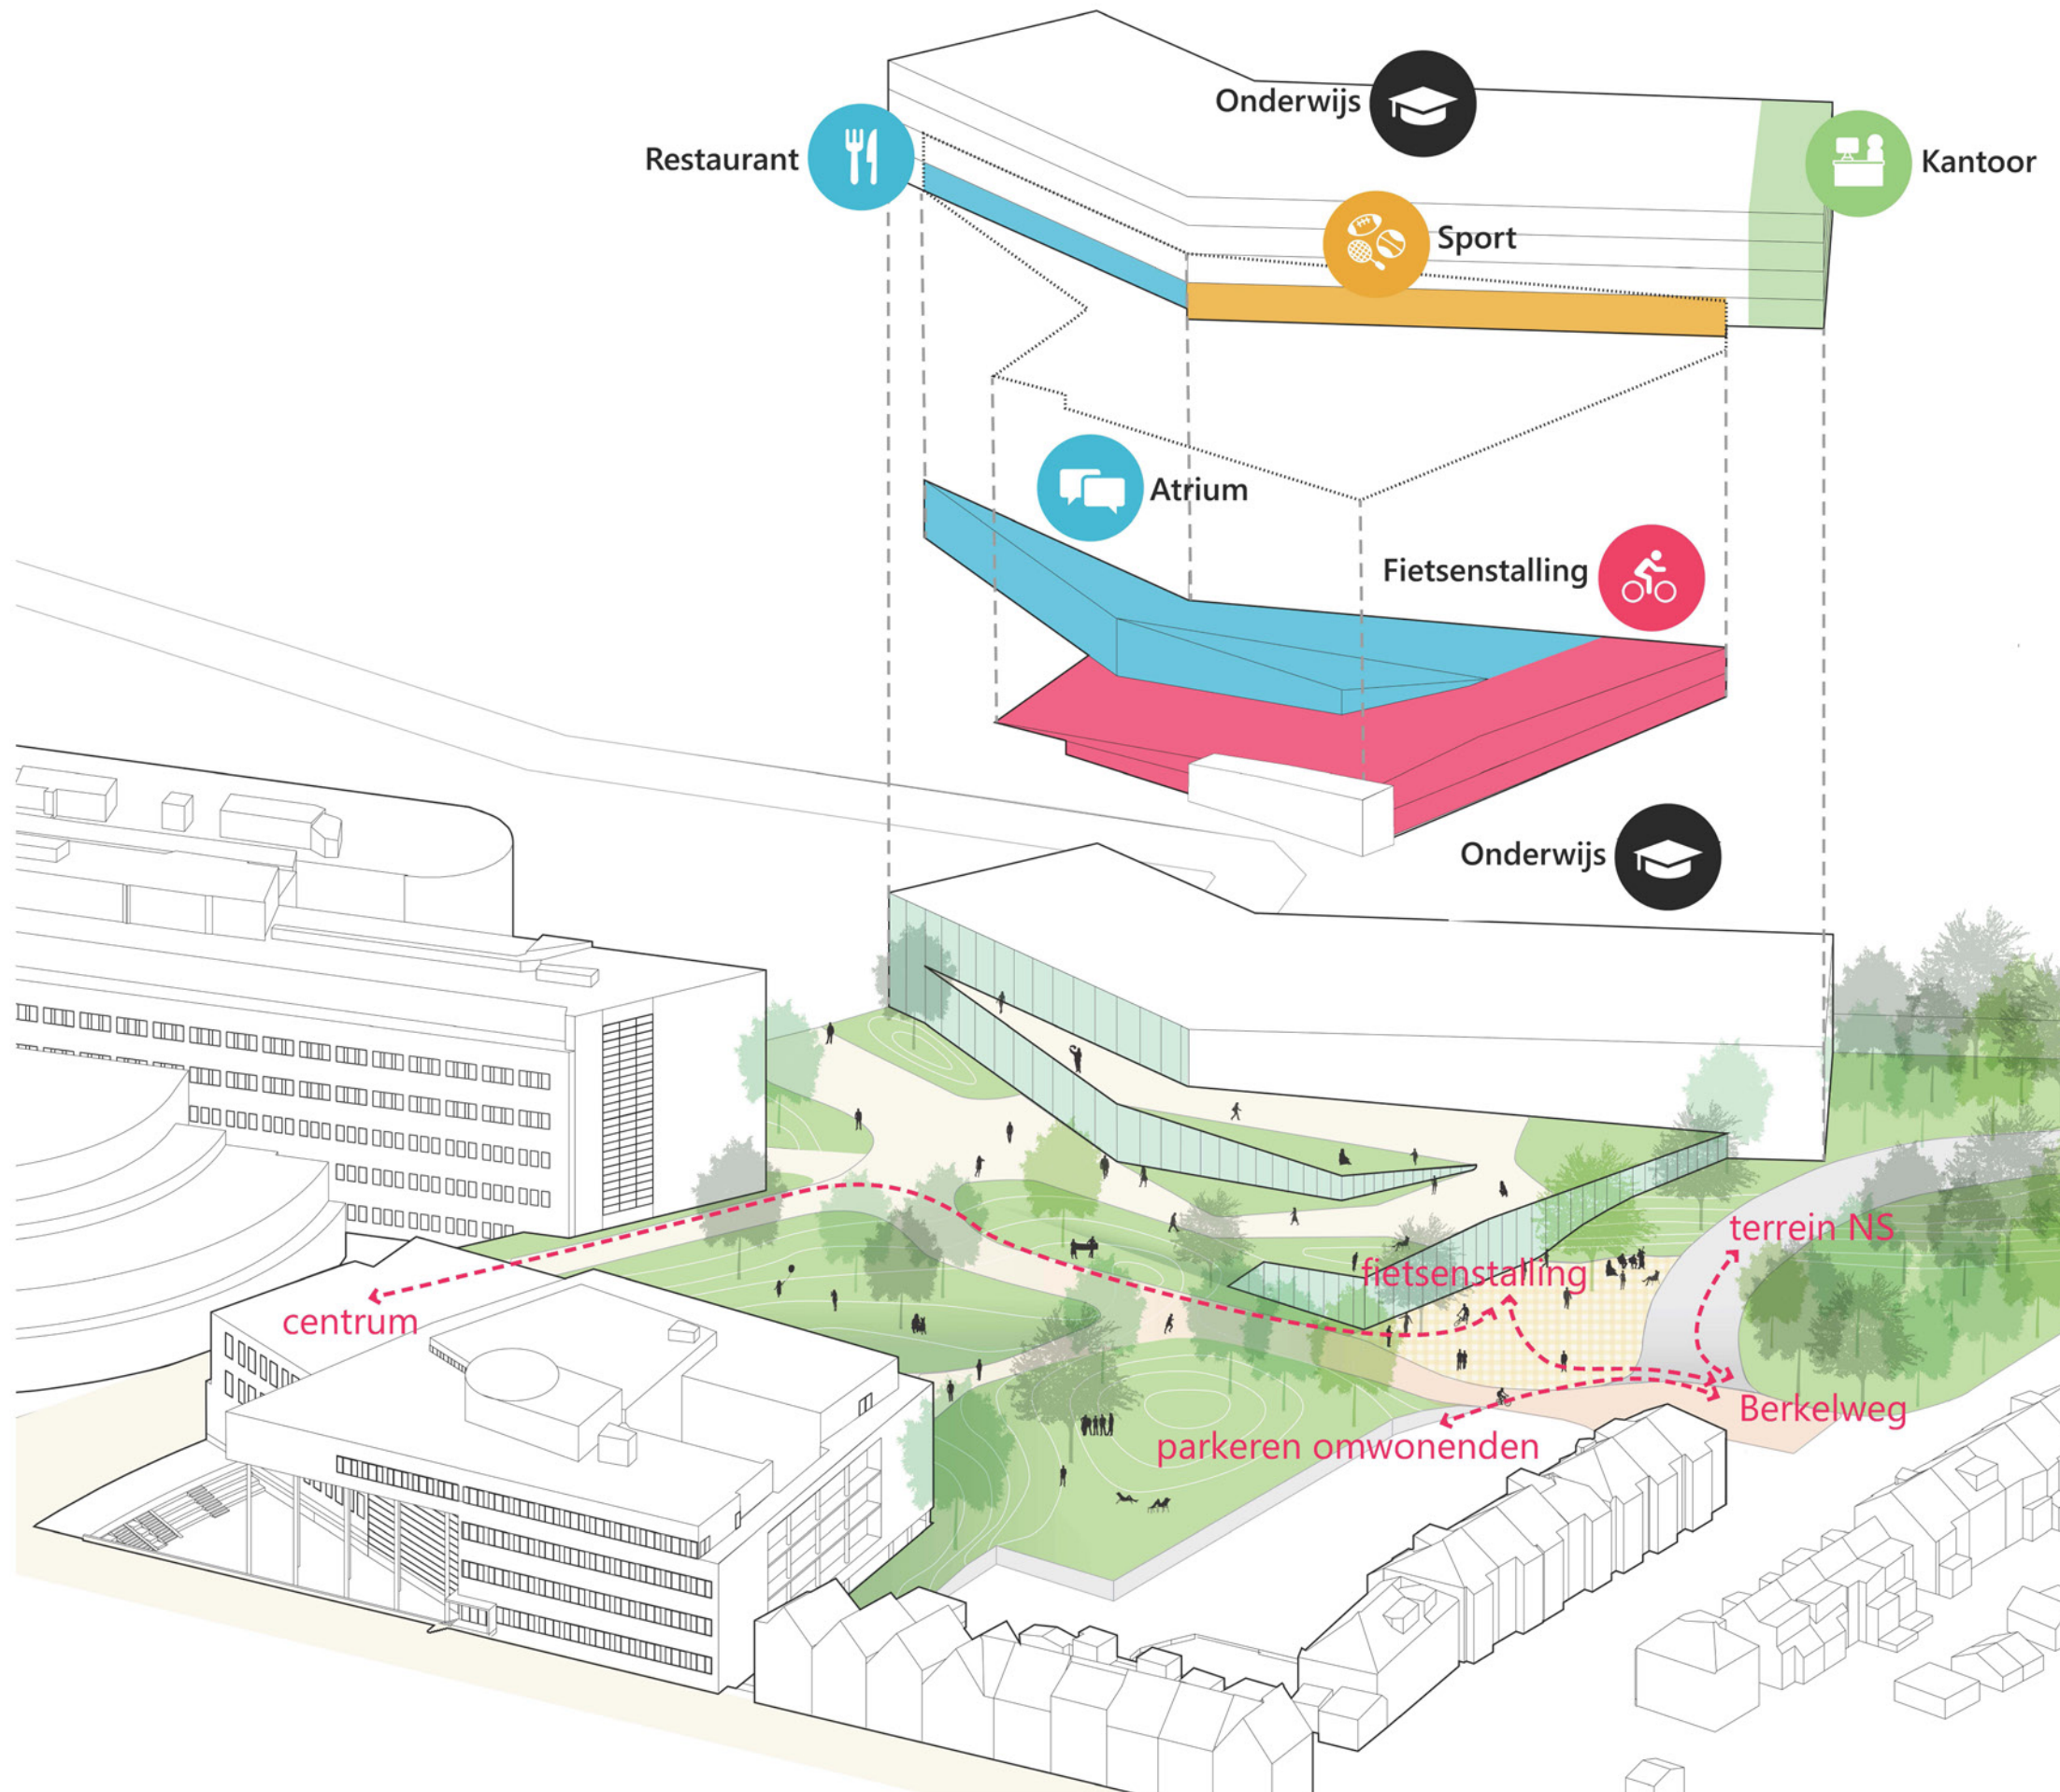 Onderwijs
Restaurant
Kantoor
Sport
Atrium
Fietsenstalling
Onderwijs
terrein NS
fietsenstalling
centrum
Berkelweg
parkeren omwonenden